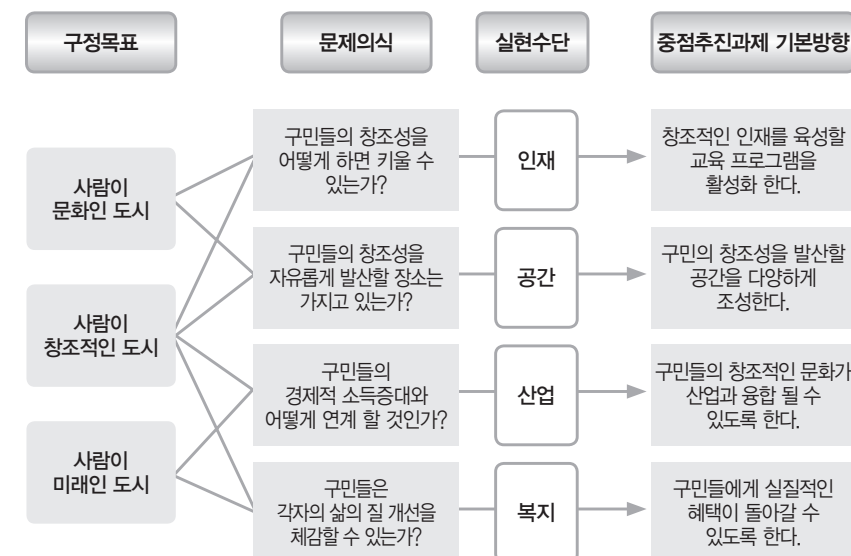 구정목표
문제의식
실현수단
중점추진과제 기본방향
사람이
문화인 도시
사람이
창조적인 도시
사람이
미래인 도시
구민들의 창조성을
어떻게 하면 키울 수
있는가?
인재
창조적인 인재를 육성할
교육 프로그램을
활성화 한다.
구민들의 창조성을
자유롭게 발산할 장소는
가지고 있는가?
공간
구민의 창조성을 발산할
공간을 다양하게
조성한다.
구민들의
경제적 소득증대와
어떻게 연계 할 것인가?
산업
구민들의 창조적인 문화가
산업과 융합 될 수
있도록 한다.
구민들은
각자의 삶의 질 개선을
체감할 수 있는가?
복지
구민들에게 실질적인
혜택이 돌아갈 수
있도록 한다.